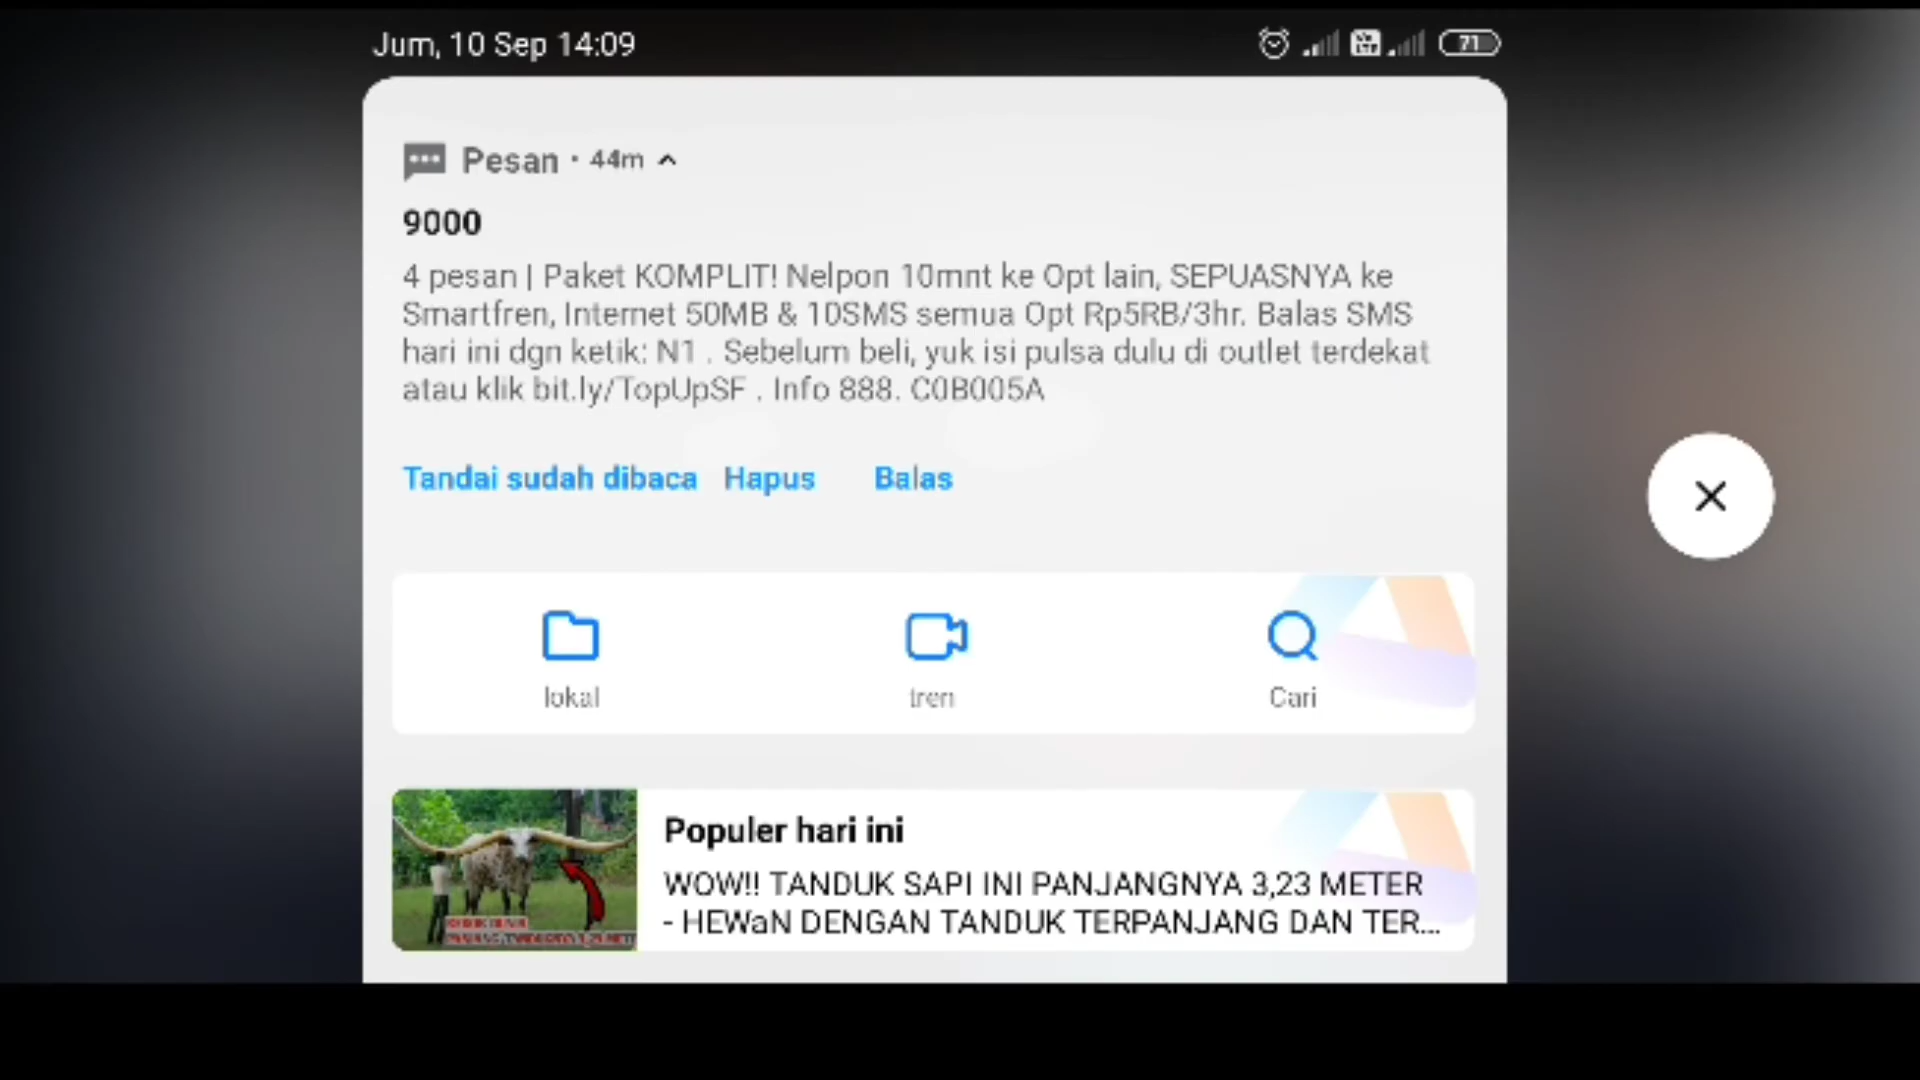 Jum, 10 Sep 14:09
71
Pesan · 44m
9000
4 pesan | Paket KOMPLIT! Nelpon 10mnt ke Opt lain, SEPUASNYA ke
Smartfren, Internet 50MB & 10SMS semua Opt Rp5RB/3hr. Balas SMS
hari ini dgn ketik: N1 . Sebelum beli, yuk isi pulsa dulu di outlet terdekat
atau klik bit.ly/TopUpSF . Info 888. C0B005A
Tandai sudah dibaca Hapus Balas
lokal tren Cari
Populer hari ini
WOW!! TANDUK SAPI INI PANJANGNYA 3,23 METER
- HEWaN DENGAN TANDUK TERPANJANG DAN TER...